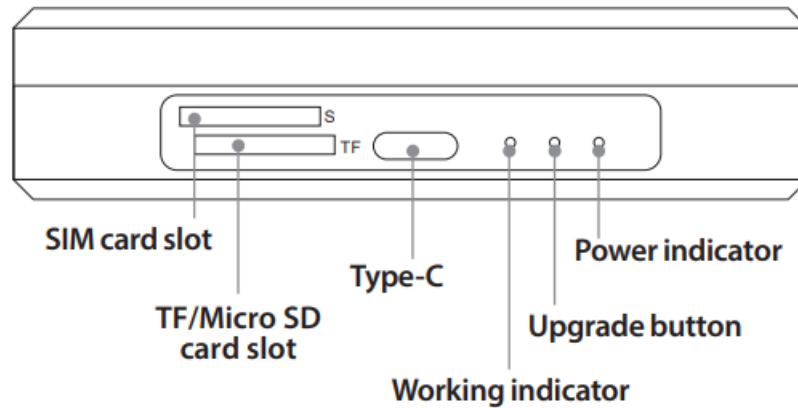 S
TF
SIM card slot
Power indicator
Type-C
TF/Micro SD
card slot
Upgrade button
Working indicator